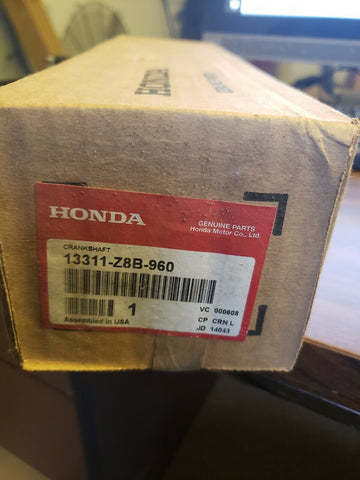 HONDA
HONDA
GENUINE PARTS
Honda Motor Co., Ltd.
CRANKSHAFT
13311-Z8B-960
1
VC 000608
Assembled in USA
CP CRN L
JD 14043